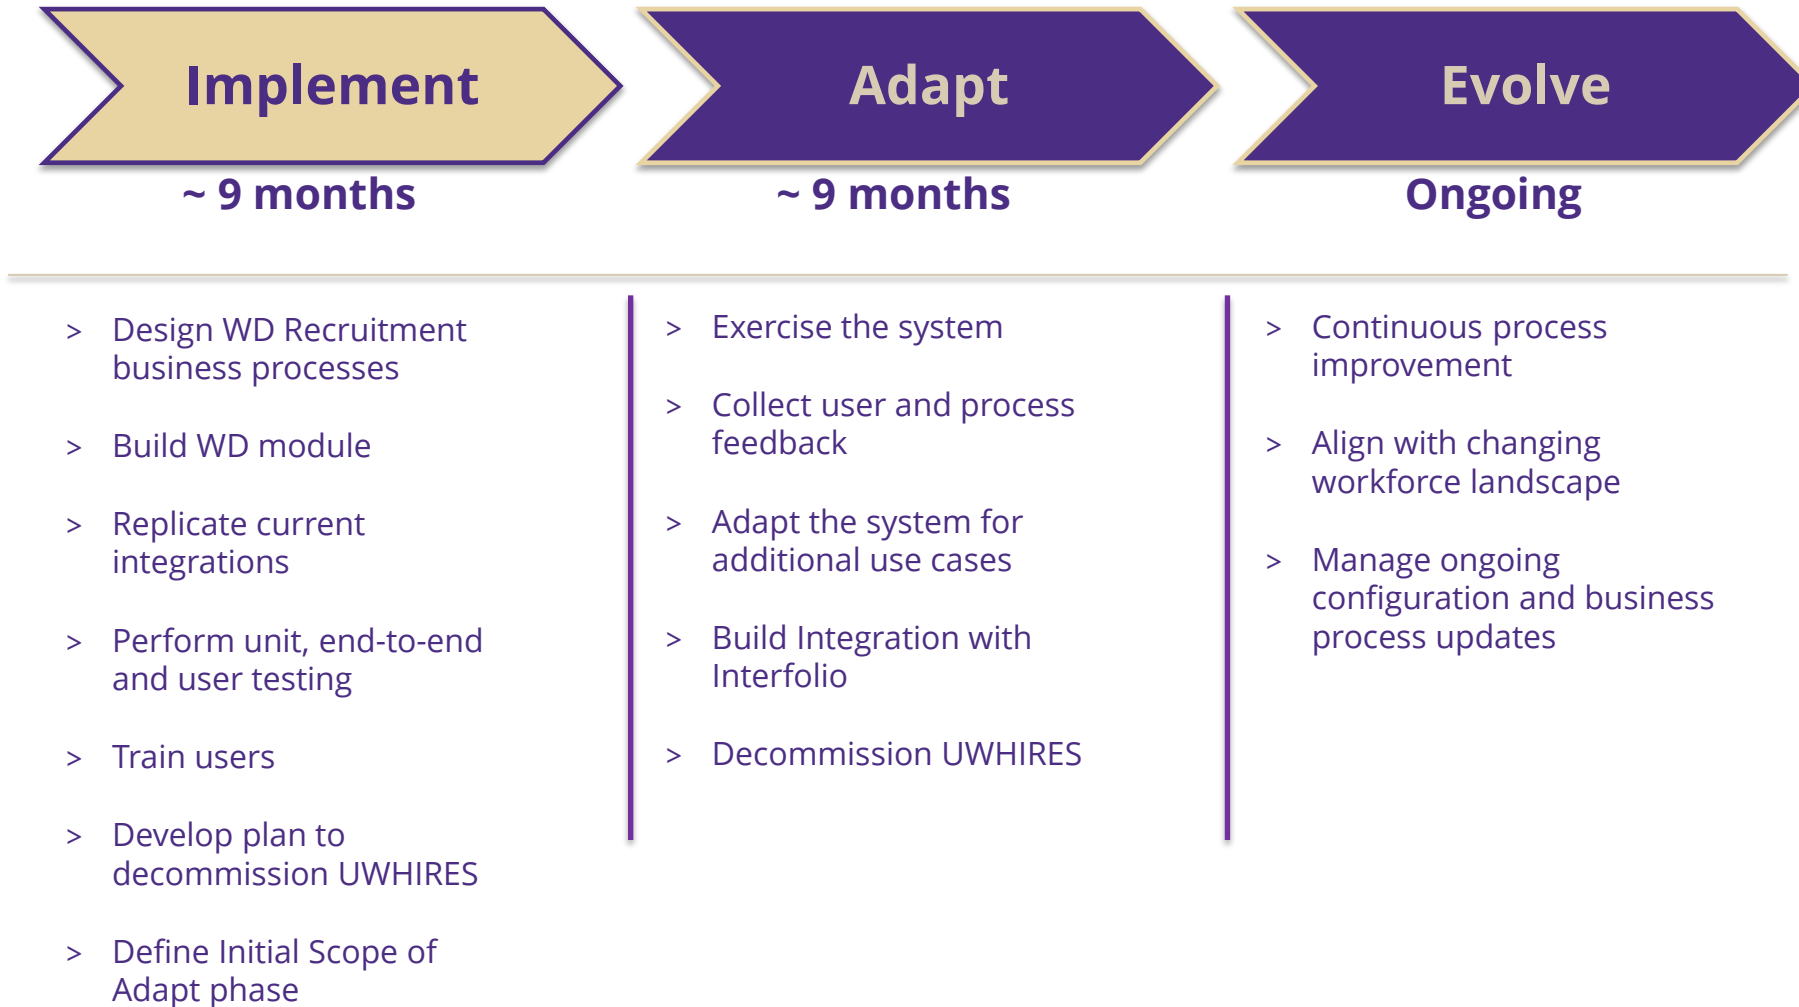 Implement
~ 9 months
> Design WD Recruitment
business processes
> Build WD module
> Replicate current
integrations
> Perform unit, end-to-end
and user testing
> Train users
> Develop plan to
decommission UWHIRES
> Define Initial Scope of
Adapt phase
Adapt
~ 9 months
> Exercise the system
> Collect user and process
feedback
> Adapt the system for
additional use cases
> Build Integration with
Interfolio
> Decommission UWHIRES
Evolve
Ongoing
> Continuous process
improvement
> Align with changing
workforce landscape
> Manage ongoing
configuration and business
process updates